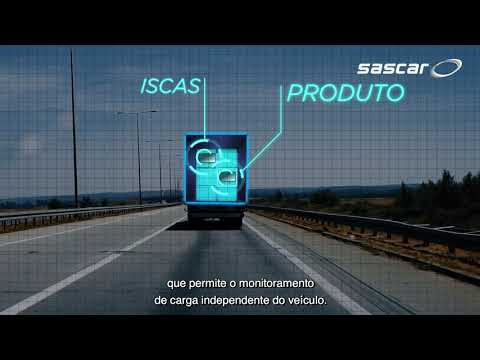 sascar
ISCAS
PRODUTO
que permite o monitoramento
de carga independente do veículo.